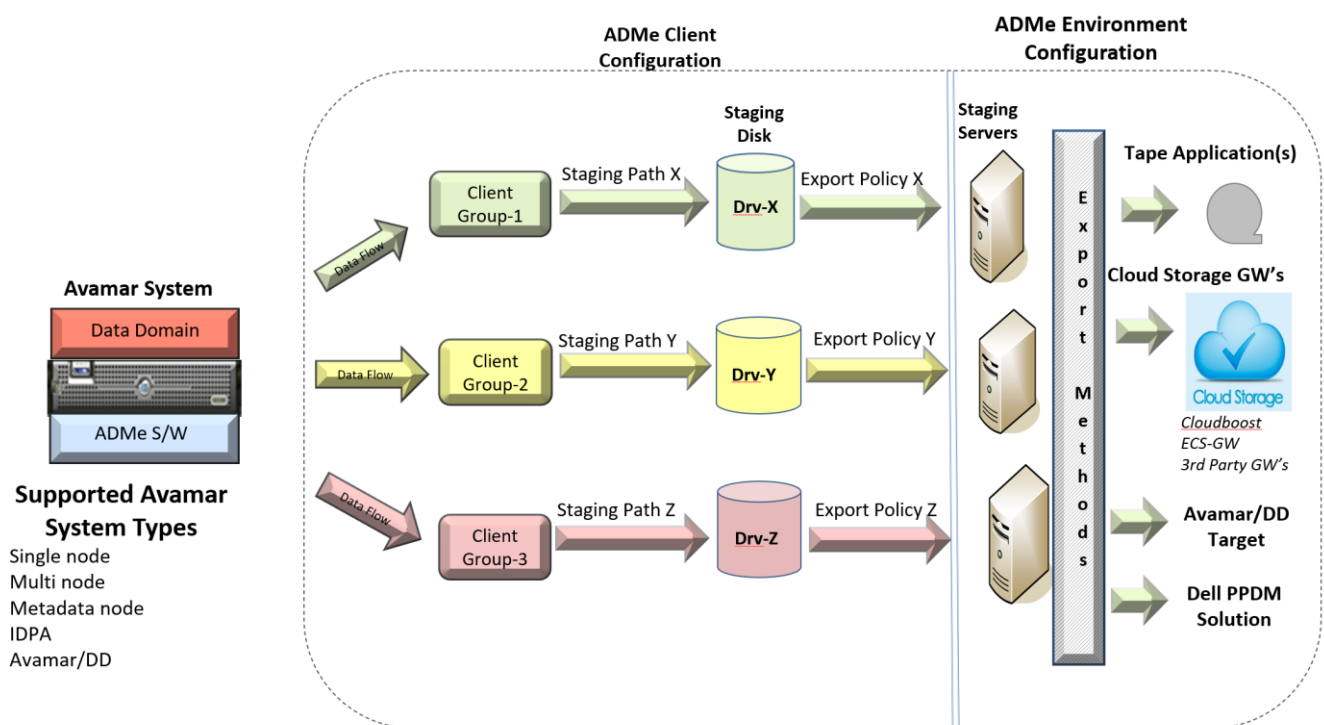 ADMe Client
Configuration
ADMe Environment
Configuration
Staging
Disk
Staging
Servers
Tape Application(s)
Client
Group-1
Staging Path X
Drv-X
Export Policy X
Data Flow
Avamar System
Data Domain
ADMe S/W
Supported Avamar
System Types
Single node
Multi node
Metadata node
IDPA
Avamar/DD
Data Flow
Client
Group-2
Staging Path Y
Drv-Y
Export Policy Y
Data Flow
Client
Group-3
Staging Path Z
Drv-Z
Export Policy Z
Export Methods
Cloud Storage GW's
Cloud Storage
Cloudboost
ECS-GW
3rd Party GW's
Avamar/DD
Target
Dell PPDM
Solution